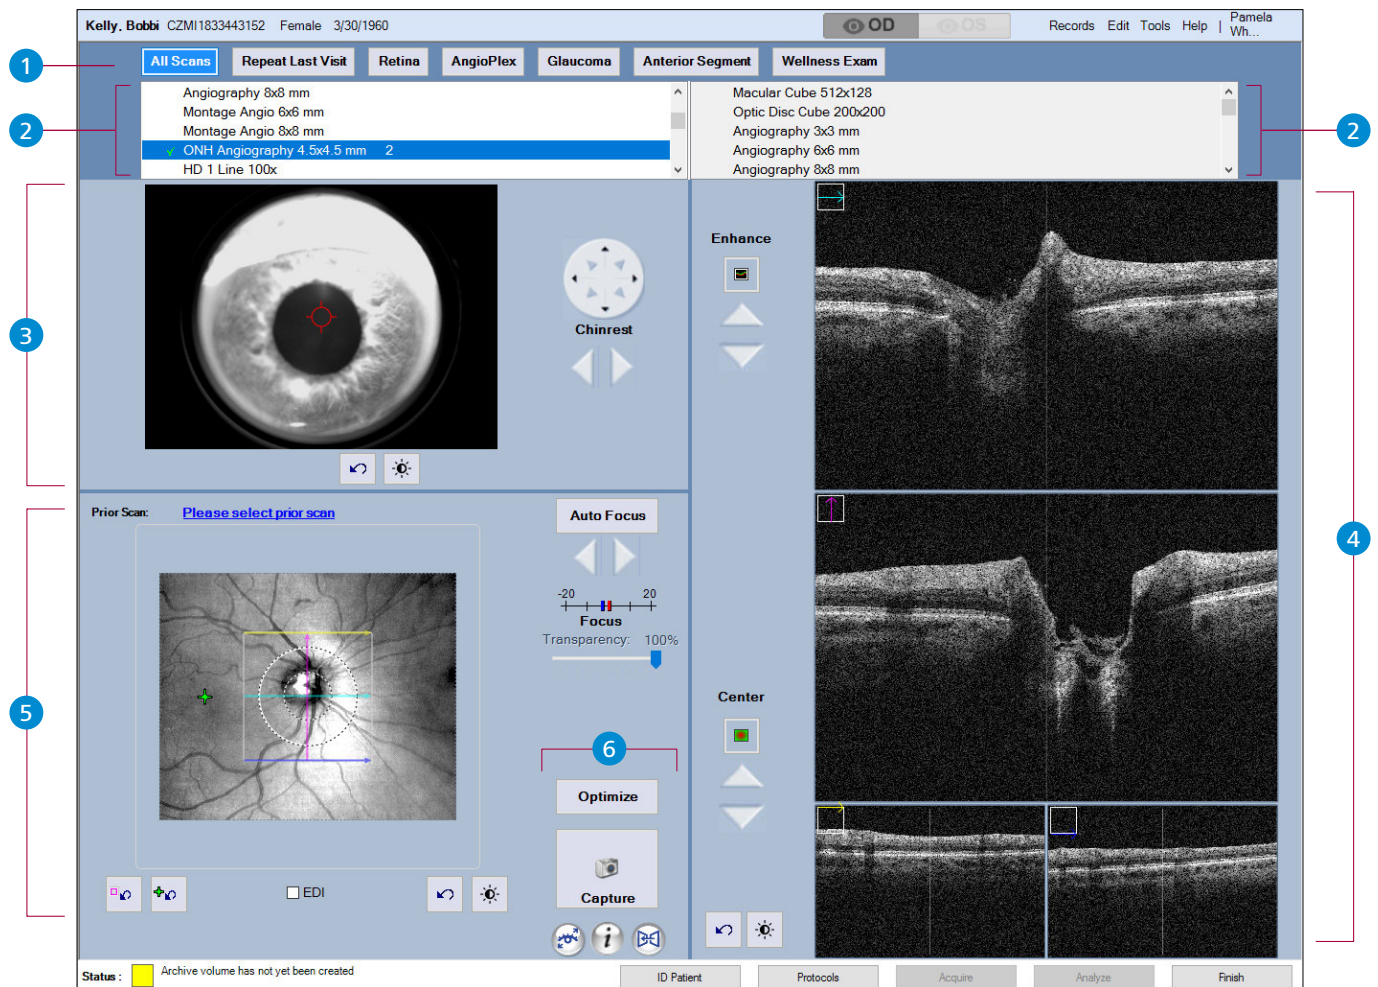 Kelly, Bobbi CZMI1833443152 Female 3/30/1960
OD
OS
Records Edit Tools Help | Pamela Wh...
1
All Scans
Repeat Last Visit
Retina
AngioPlex
Glaucoma
Anterior Segment
Wellness Exam
2
Angiography 8x8 mm
Montage Angio 6x6 mm
Montage Angio 8x8 mm
ONH Angiography 4.5x4.5 mm 2
HD 1 Line 100x
Macular Cube 512x128
Optic Disc Cube 200x200
Angiography 3x3 mm
Angiography 6x6 mm
Angiography 8x8 mm
2
3
Chinrest
Enhance
4
Prior Scan: Please select prior scan
Auto Focus
-20 20
Focus
Transparency: 100%
5
Center
6
Optimize
Capture
EDI
i
Status : Archive volume has not yet been created
ID Patient
Protocols
Acquire
Analyze
Finish